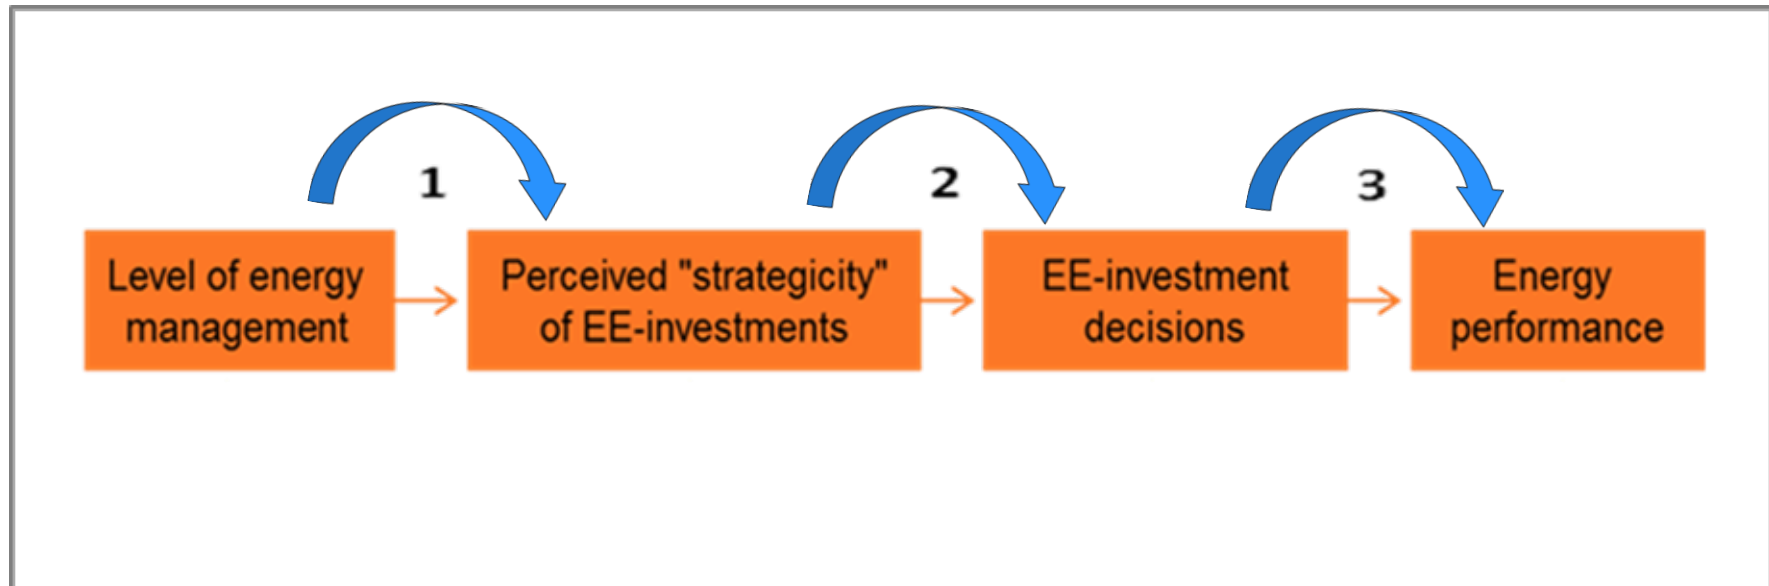 1
2
3
Level of energy
management
Perceived "strategicity"
of EE-investments
EE-investment
decisions
Energy
performance